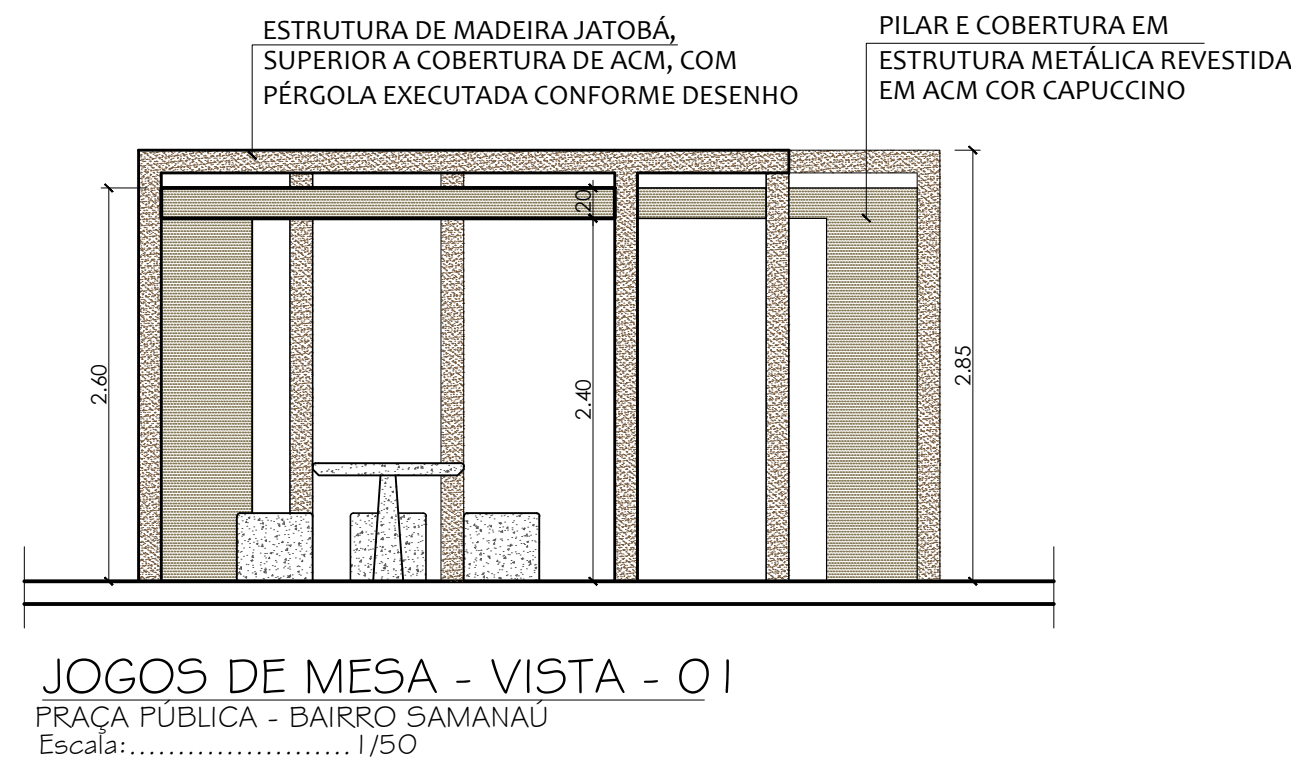 ESTRUTURA DE MADEIRA JATOBÁ,
SUPERIOR A COBERTURA DE ACM, COM
PÉRGOLA EXECUTADA CONFORME DESENHO
PILAR E COBERTURA EM
ESTRUTURA METÁLICA REVESTIDA
EM ACM COR CAPUCCINO
20
2.60
2.40
2.85
JOGOS DE MESA - VISTA - 01
PRAÇA PÚBLICA - BAIRRO SAMANAÚ
Escala:.......................1/50